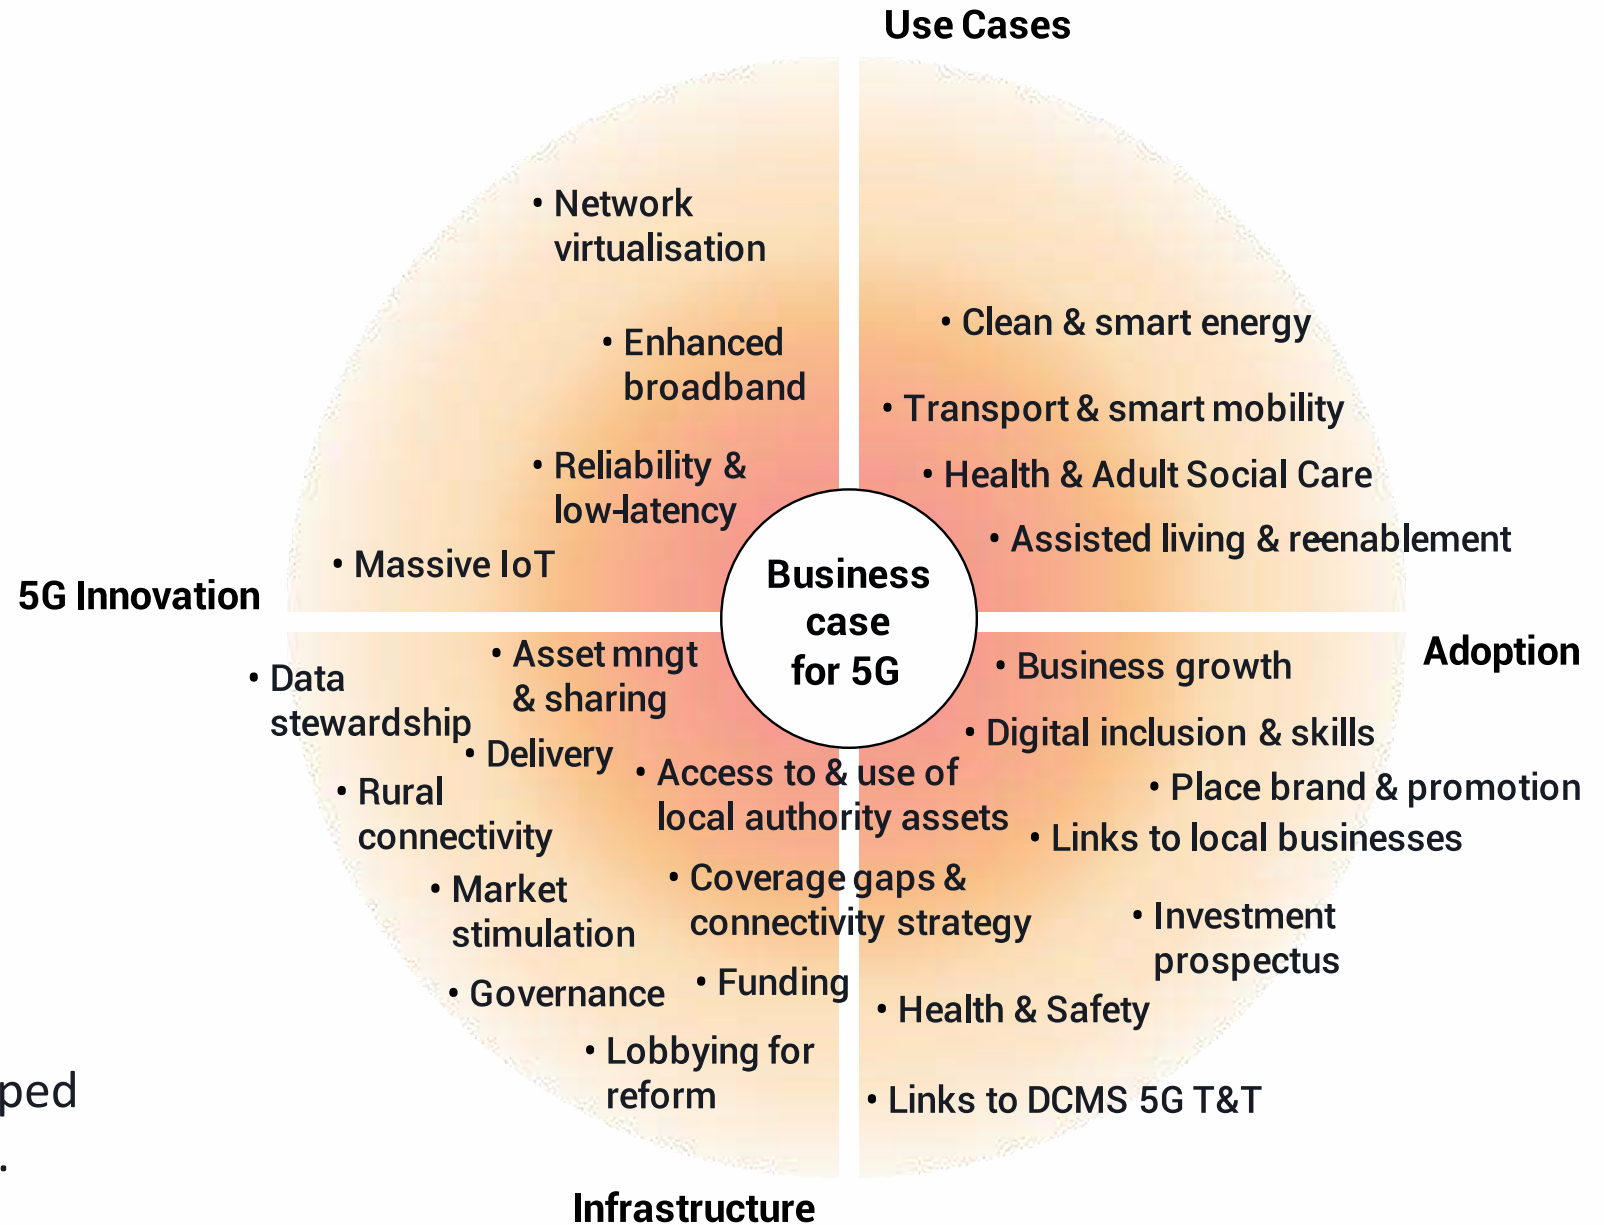 Use Cases
• Network
virtualisation
• Enhanced
broadband
• Reliability &
low-latency
• Massive IoT
5G Innovation
• Clean & smart energy
• Transport & smart mobility
• Health & Adult Social Care
• Assisted living & reenablement
Business
case
for 5G
Adoption
• Data
stewardship
• Asset mngt
& sharing
• Delivery
• Rural
connectivity
• Access to & use of
local authority assets
• Market
stimulation
• Coverage gaps &
connectivity strategy
• Governance
• Funding
• Lobbying for
reform
• Business growth
• Digital inclusion & skills
• Place brand & promotion
• Links to local businesses
• Investment
prospectus
• Health & Safety
• Links to DCMS 5G T&T
ped
.
Infrastructure